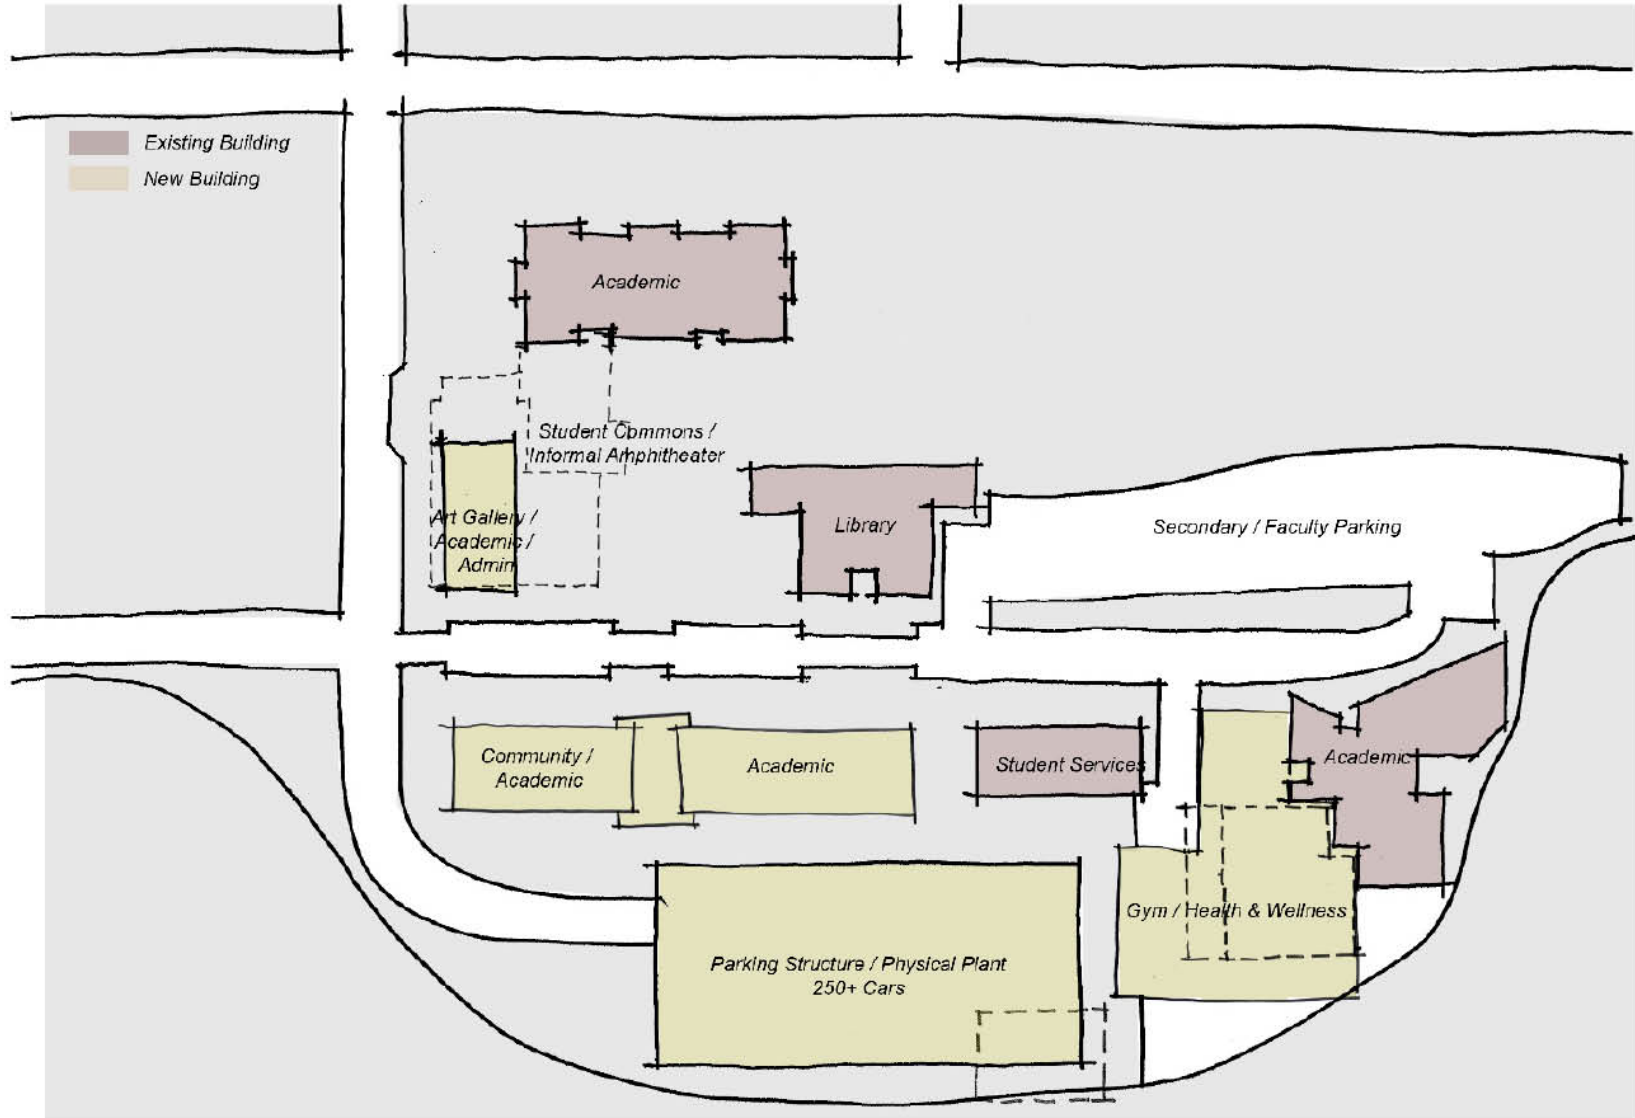 Existing Building
New Building
Academic
Student Commons /
Informal Amphitheater
Art Gallery /
Academic /
Admin
Library
Secondary / Faculty Parking
Community /
Academic
Academic
Student Services
Academic
Gym / Health & Wellness
Parking Structure / Physical Plant
250+ Cars